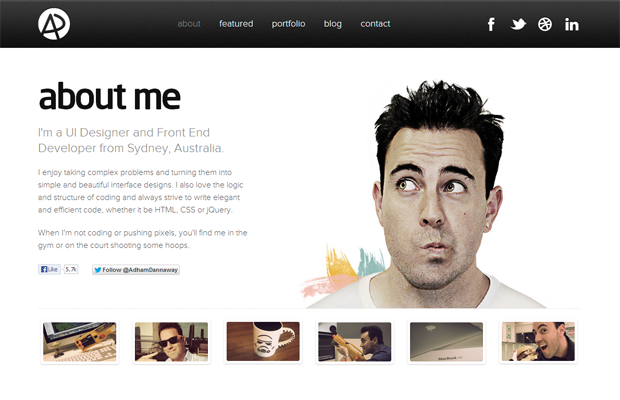 about featured portfolio blog contact
about me
I'm a UI Designer and Front End
Developer from Sydney, Australia.
I enjoy taking complex problems and turning them into
simple and beautiful interface designs. I also love the logic
and structure of coding and always strive to write elegant
and efficient code, whether it be HTML, CSS or jQuery.
When I'm not coding or pushing pixels, you'll find me in the
gym or on the court shooting some hoops.
Like 5.7k Follow @AdhamDannaway
MacBook